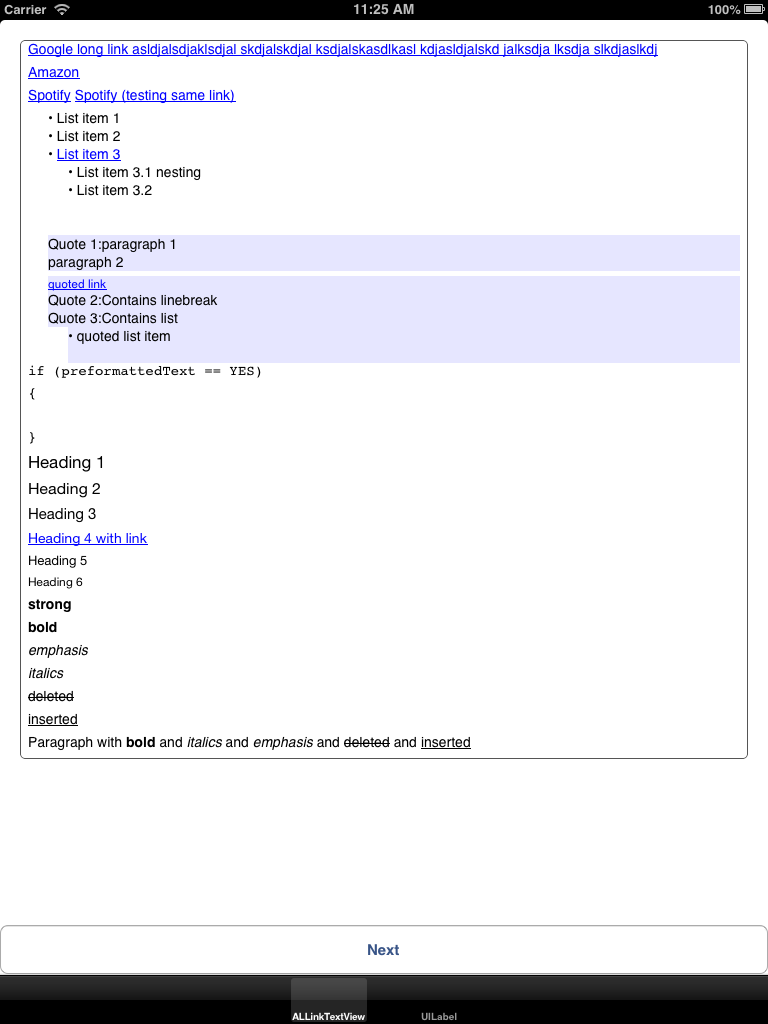 Carrier 11:25 AM 100%
Google long link asldjalsdjaklsdjal skdjalskdjal ksdjalskasdlkasl kdjasldjalskd jalksdja lksdja slkdjaslkdj
Amazon
Spotify Spotify (testing same link)
• List item 1
• List item 2
• List item 3
• List item 3.1 nesting
• List item 3.2
Quote 1:paragraph 1
paragraph 2
quoted link
Quote 2:Contains linebreak
Quote 3:Contains list
• quoted list item
if (preformattedText == YES)
{
}
Heading 1
Heading 2
Heading 3
Heading 4 with link
Heading 5
Heading 6
strong
bold
emphasis
italics
deleted
inserted
Paragraph with bold and italics and emphasis and deleted and inserted
Next
ALLinkTextView UILabel